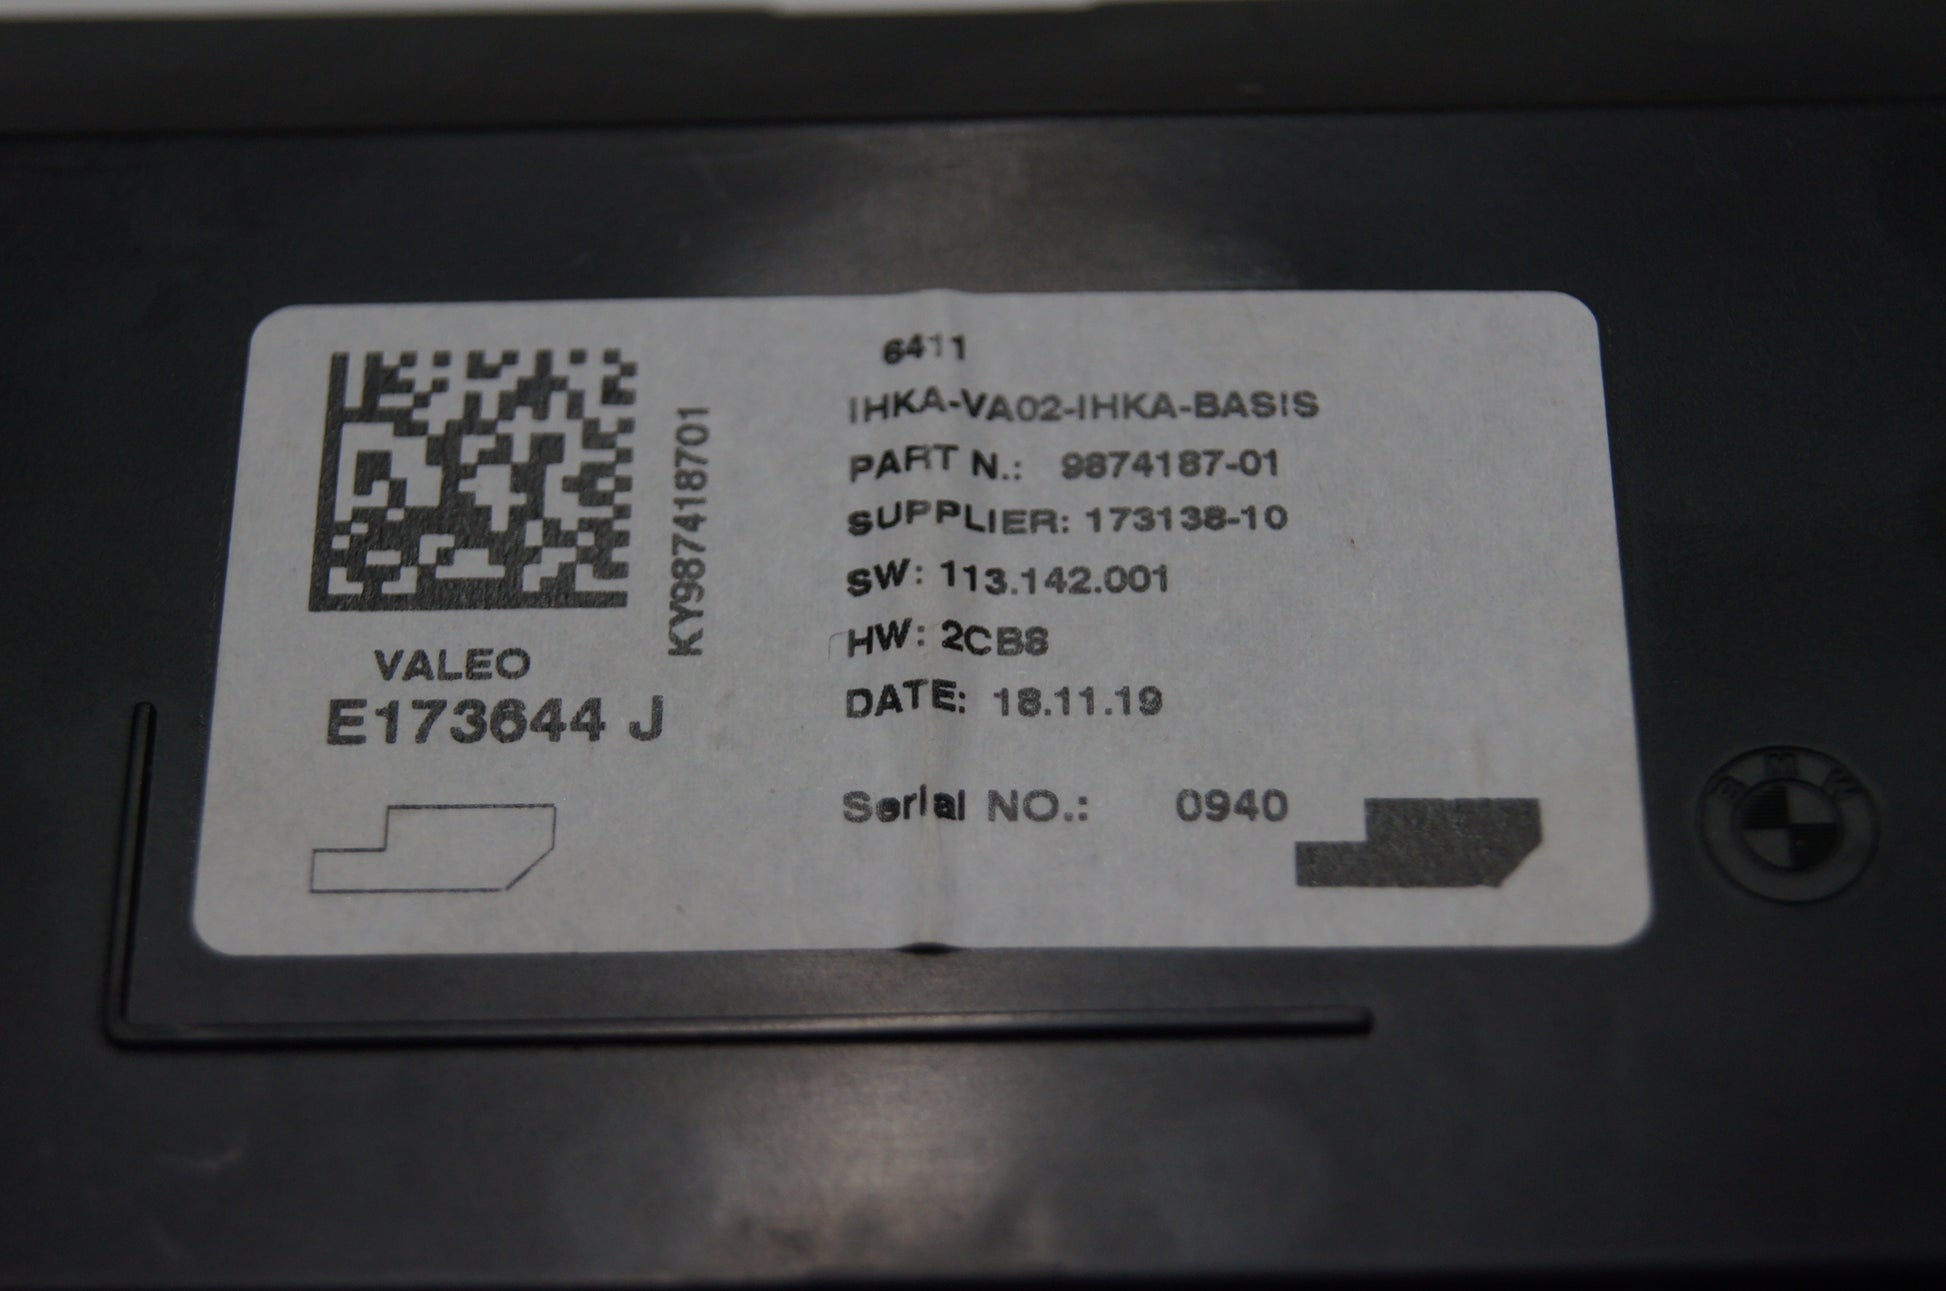 6411
IHKA-VA02-IHKA-BASIS
PART N.: 9874187-01
SUPPLIER: 173138-10
SW: 113.142.001
HW: 2CB8
DATE: 18.11.19
Serial NO.: 0940
KY987418701
VALEO
E173644 J
BMW